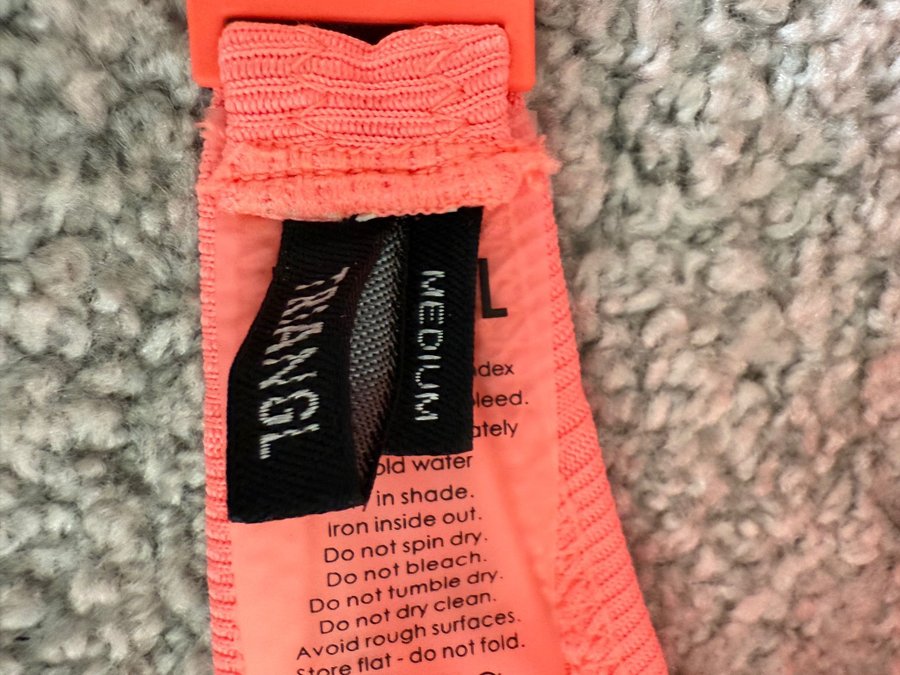 TRIANGL
MEDIUM
L
dex
leed.
ately
old water
in shade.
Iron inside out.
Do not spin dry.
Do not bleach.
Do not tumble dry.
Do not dry clean.
Avoid rough surfaces.
Store flat - do not fold.